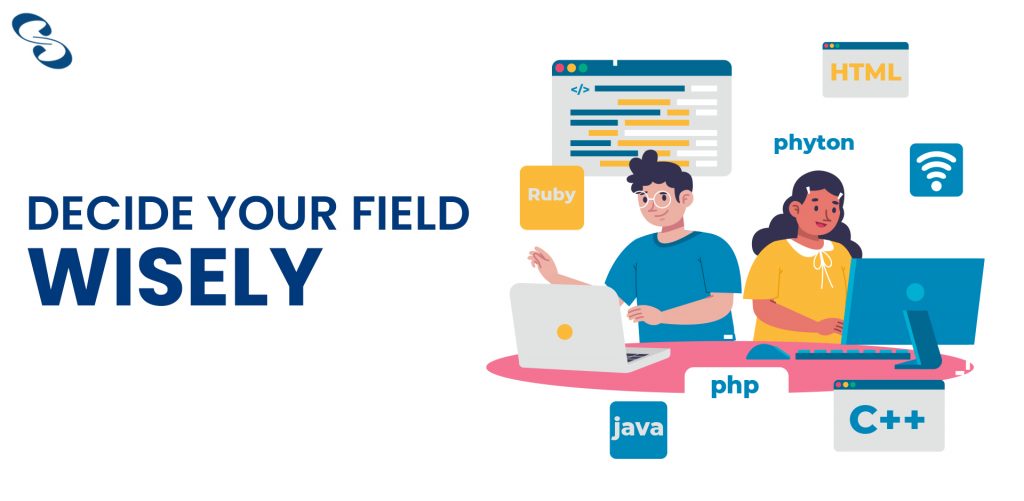 DECIDE YOUR FIELD
WISELY
</>
HTML
phyton
Ruby
php
java
C++